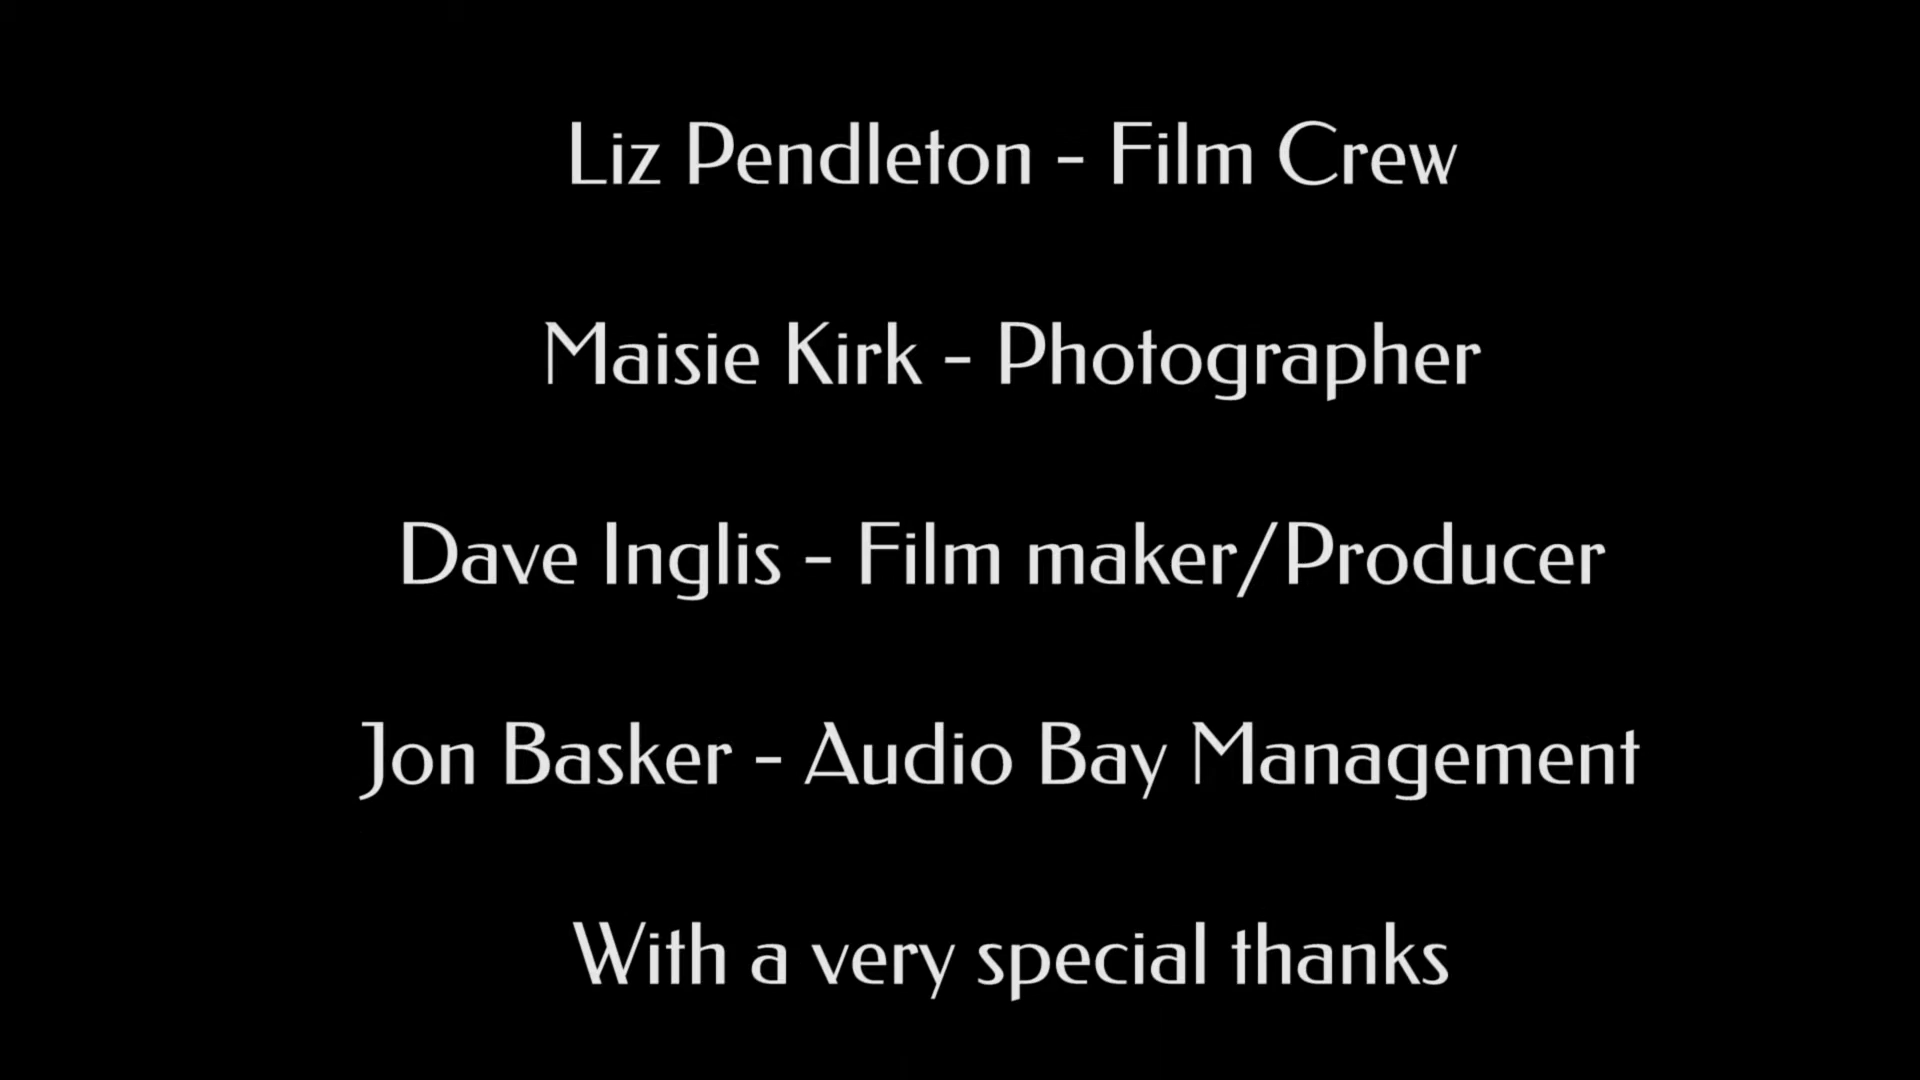 Liz Pendleton - Film Crew
Maisie Kirk - Photographer
Dave Inglis - Film maker/Producer
Jon Basker - Audio Bay Management
With a very special thanks